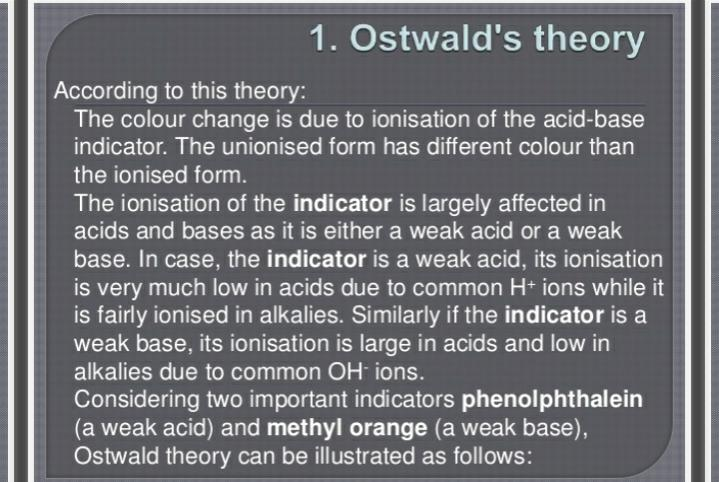 1. Ostwald's theory
According to this theory:
The colour change is due to ionisation of the acid-base
indicator. The unionised form has different colour than
the ionised form.
The ionisation of the indicator is largely affected in
acids and bases as it is either a weak acid or a weak
base. In case, the indicator is a weak acid, its ionisation
is very much low in acids due to common H⁺ ions while it
is fairly ionised in alkalies. Similarly if the indicator is a
weak base, its ionisation is large in acids and low in
alkalies due to common OH⁻ ions.
Considering two important indicators phenolphthalein
(a weak acid) and methyl orange (a weak base),
Ostwald theory can be illustrated as follows: